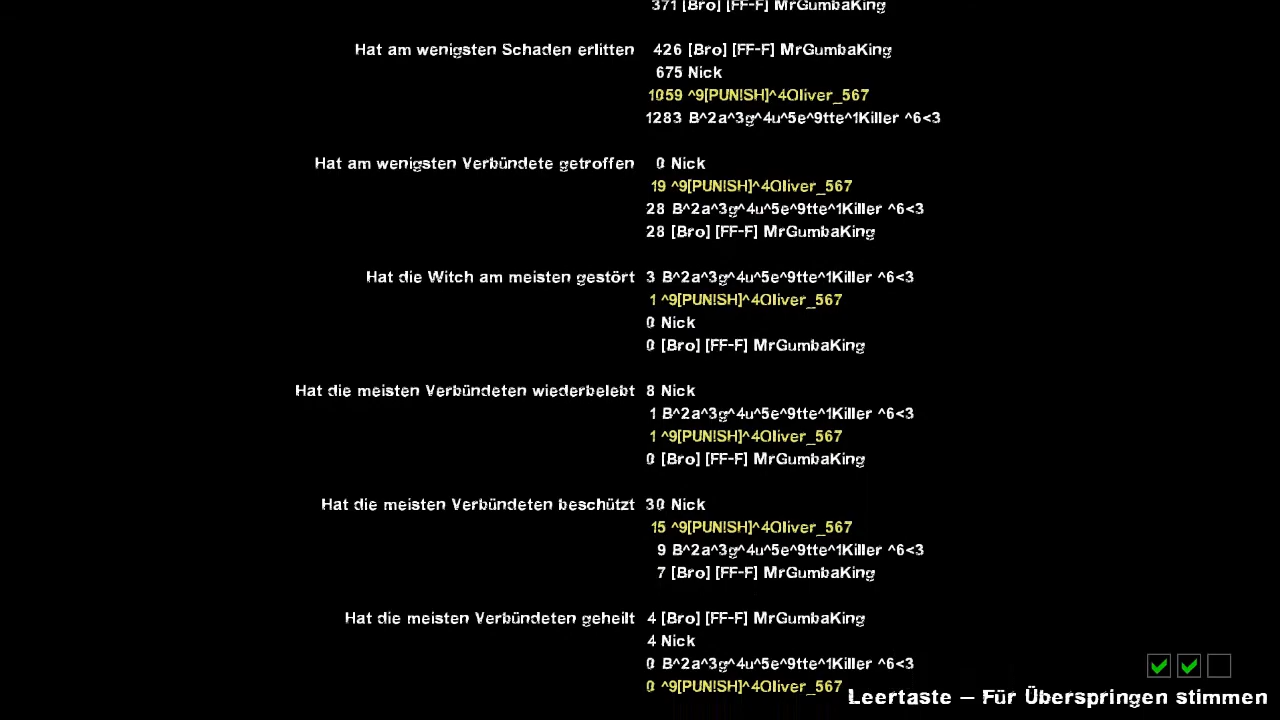 371 [Bro] [FF-F] MrGumbaKing
Hat am wenigsten Schaden erlitten 426 [Bro] [FF-F] MrGumbaKing
675 Nick
1059 ^9[PUN!SH]^4Oliver_567
1283 B^2a^3g^4u^5e^9tte^1Killer ^6<3
Hat am wenigsten Verbündete getroffen 0 Nick
19 ^9[PUN!SH]^4Oliver_567
28 B^2a^3g^4u^5e^9tte^1Killer ^6<3
28 [Bro] [FF-F] MrGumbaKing
Hat die Witch am meisten gestört 3 B^2a^3g^4u^5e^9tte^1Killer ^6<3
1 ^9[PUN!SH]^4Oliver_567
0 Nick
0 [Bro] [FF-F] MrGumbaKing
Hat die meisten Verbündeten wiederbelebt 8 Nick
1 B^2a^3g^4u^5e^9tte^1Killer ^6<3
1 ^9[PUN!SH]^4Oliver_567
0 [Bro] [FF-F] MrGumbaKing
Hat die meisten Verbündeten beschützt 30 Nick
15 ^9[PUN!SH]^4Oliver_567
9 B^2a^3g^4u^5e^9tte^1Killer ^6<3
7 [Bro] [FF-F] MrGumbaKing
Hat die meisten Verbündeten geheilt 4 [Bro] [FF-F] MrGumbaKing
4 Nick
0 B^2a^3g^4u^5e^9tte^1Killer ^6<3
0 ^9[PUN!SH]^4Oliver_567
Leertaste – Für Überspringen stimmen